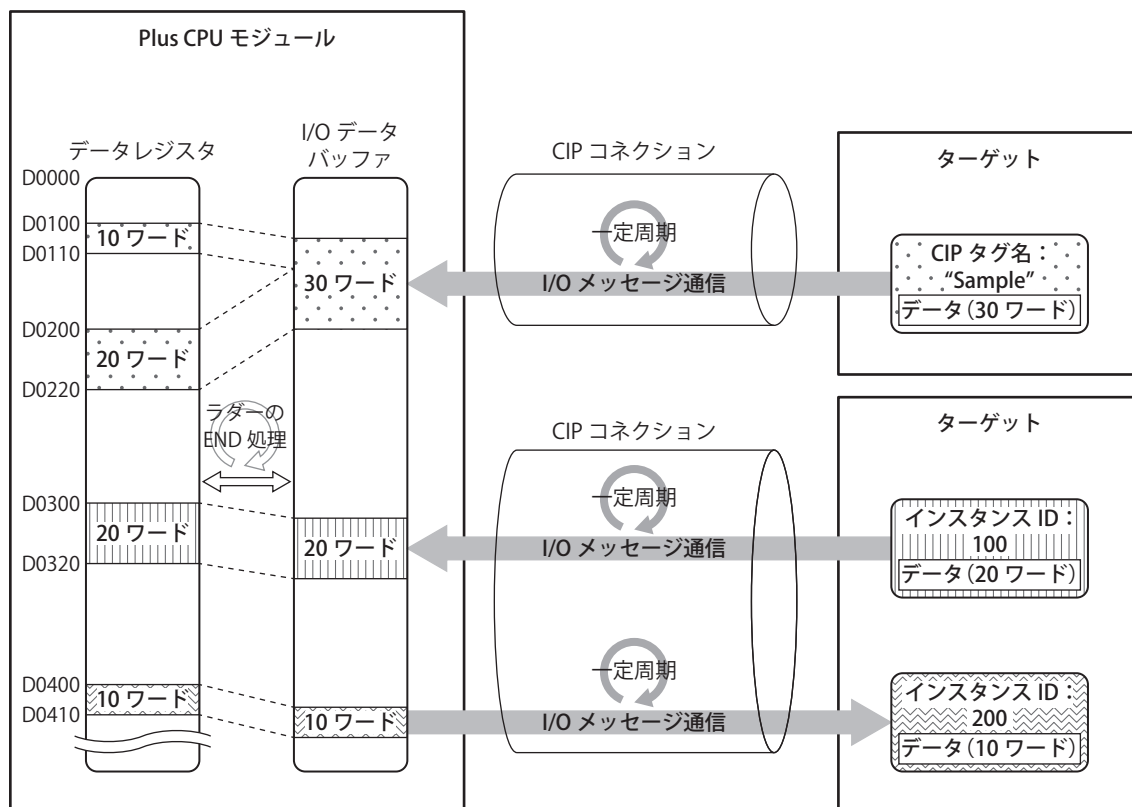 Plus CPU モジュール
データレジスタ
I/O データ
バッファ
D0000
D0100
D0110
D0200
D0220
D0300
D0320
D0400
D0410
10 ワード
20 ワード
20 ワード
10 ワード
30 ワード
20 ワード
10 ワード
ラダーの
END 処理
CIP コネクション
一定周期
I/O メッセージ通信
ターゲット
CIP タグ名：
“Sample”
データ（30 ワード）
CIP コネクション
一定周期
I/O メッセージ通信
一定周期
I/O メッセージ通信
ターゲット
インスタンス ID：
100
データ（20 ワード）
インスタンス ID：
200
データ（10 ワード）